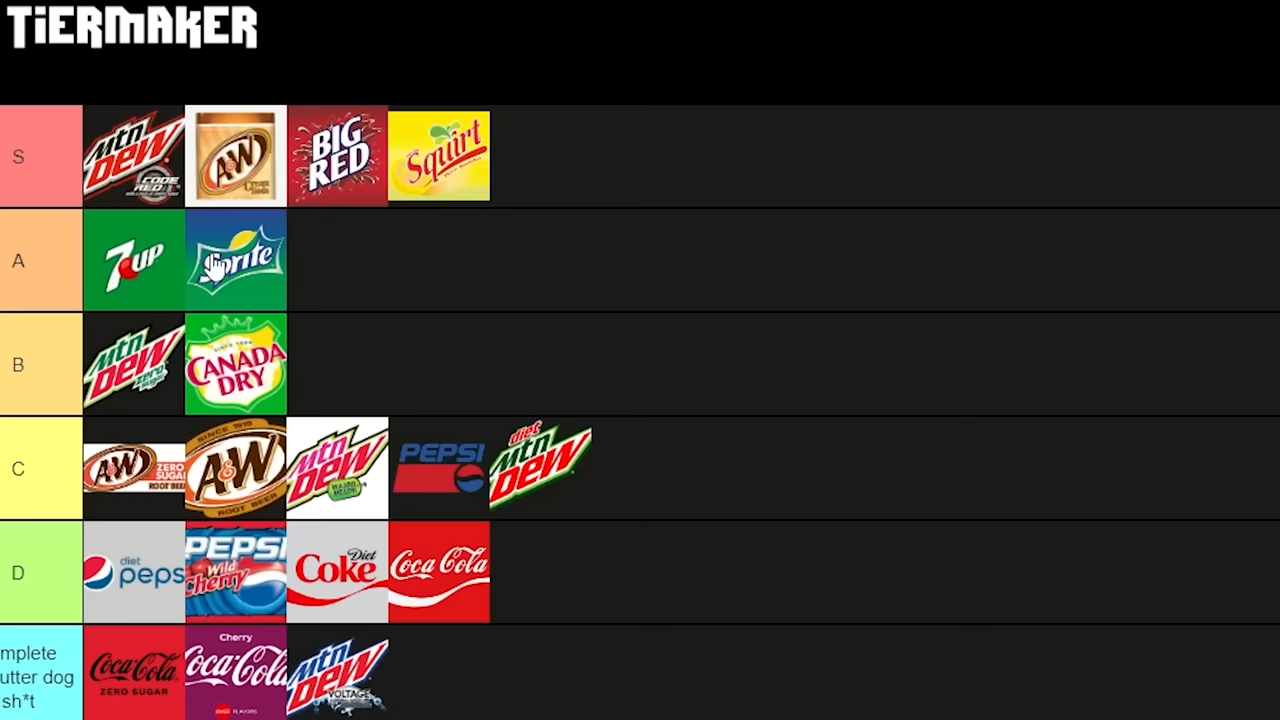 TiERMAKER
S
Mtn
DEW
CODE
RED
A&W
Cream
Soda
BIG
RED
Squirt
A
7UP
Sprite
B
Mtn
DEW
zero
sugar
SINCE 1904
CANADA
DRY
C
A&W
ZERO
SUGAR
ROOT BEE
SINCE 1919
A&W
ROOT BEER
Mtn
DEW
MAJOR
MELON
PEPSI
diet
Mtn
DEW
D
diet
peps
PEPSI
Wild
Cherry
Diet
Coke
Coca-Cola
mplete
utter dog
sh*t
Coca-Cola
ZERO SUGAR
Cherry
Coca-Cola
FLAVORS
Mtn
DEW
VOLTAGE